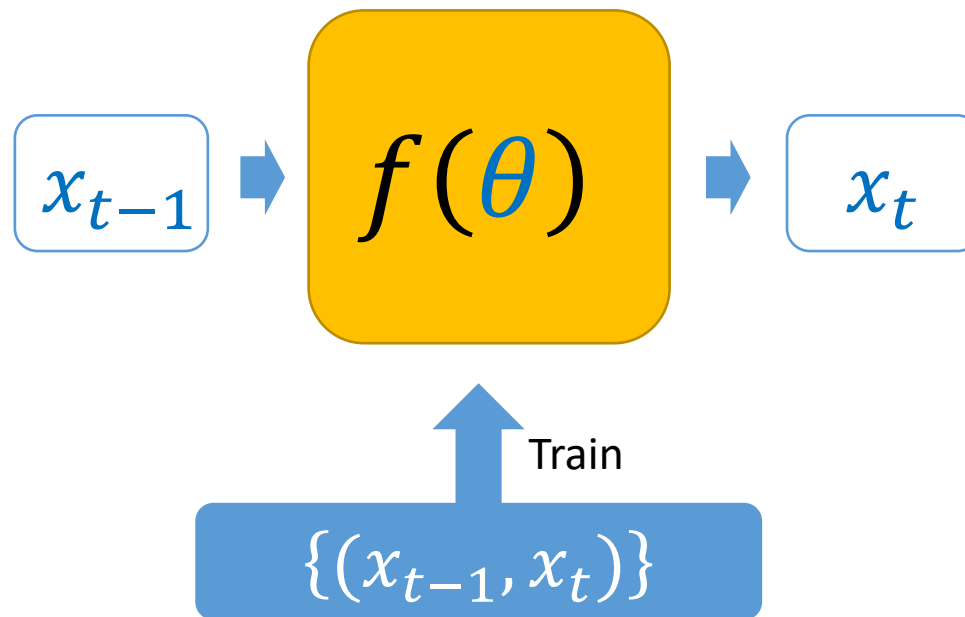 x_{t-1}
f(θ)
x_t
Train
{(x_{t-1}, x_t)}